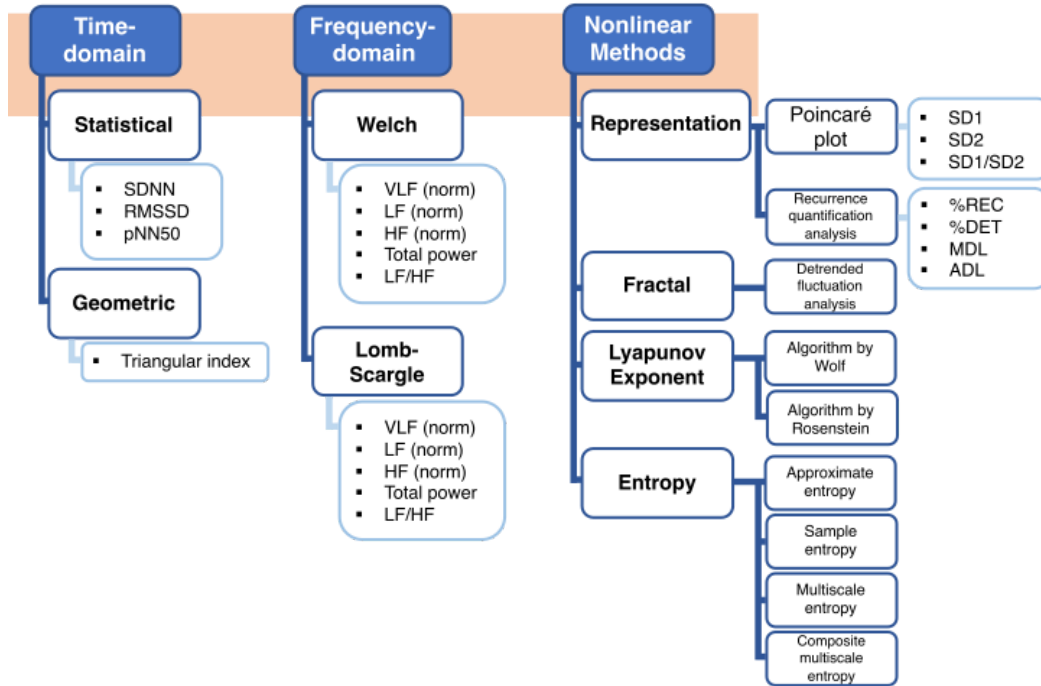 Time-
domain
Statistical
▪ SDNN
▪ RMSSD
▪ pNN50
Geometric
▪ Triangular index
Frequency-
domain
Welch
▪ VLF (norm)
▪ LF (norm)
▪ HF (norm)
▪ Total power
▪ LF/HF
Lomb-
Scargle
▪ VLF (norm)
▪ LF (norm)
▪ HF (norm)
▪ Total power
▪ LF/HF
Nonlinear
Methods
Representation
Poincaré
plot
▪ SD1
▪ SD2
▪ SD1/SD2
Recurrence
quantification
analysis
▪ %REC
▪ %DET
▪ MDL
▪ ADL
Fractal
Detrended
fluctuation
analysis
Lyapunov
Exponent
Algorithm by
Wolf
Algorithm by
Rosenstein
Entropy
Approximate
entropy
Sample
entropy
Multiscale
entropy
Composite
multiscale
entropy